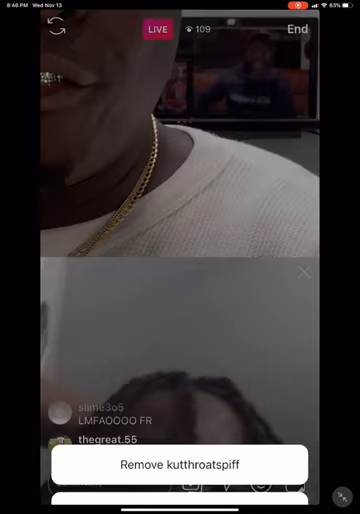 8:46 PM Wed Nov 13
63%
LIVE
109
End
slime3o5
LMFAOOOO FR
thegreat.55
Remove kutthroatspiff